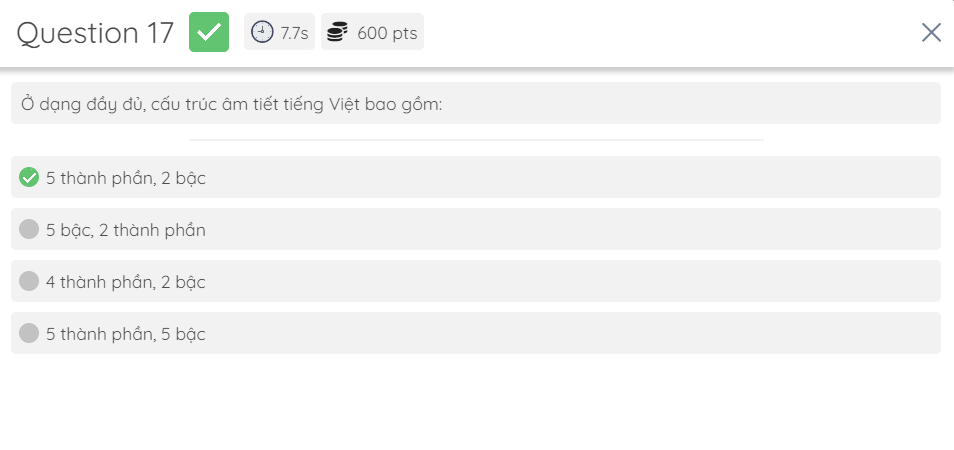 Question 17 7.7s 600 pts
Ở dạng đầy đủ, cấu trúc âm tiết tiếng Việt bao gồm:
5 thành phần, 2 bậc
5 bậc, 2 thành phần
4 thành phần, 2 bậc
5 thành phần, 5 bậc